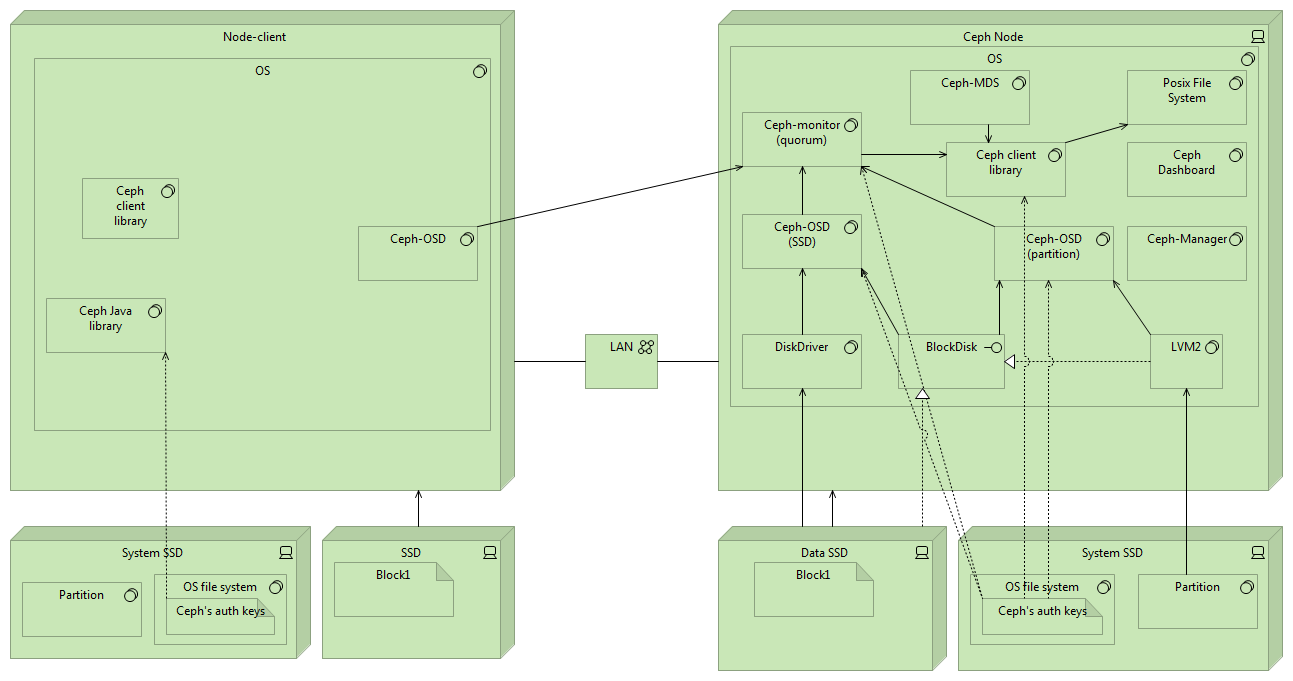 Node-client
OS
Ceph
client
library
Ceph-OSD
Ceph Java
library
LAN
System SSD
Partition
OS file system
Ceph's auth keys
SSD
Block1
Ceph Node
OS
Ceph-MDS
Posix File
System
Ceph-monitor
(quorum)
Ceph client
library
Ceph
Dashboard
Ceph-OSD
(SSD)
Ceph-OSD
(partition)
Ceph-Manager
DiskDriver
BlockDisk
LVM2
Data SSD
Block1
System SSD
OS file system
Ceph's auth keys
Partition